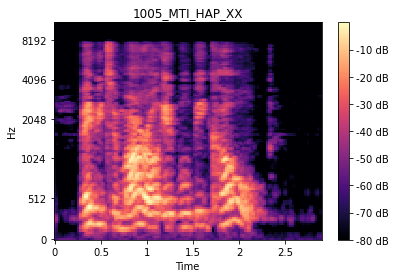 1005_MTI_HAP_XX
Hz
8192
4096
2048
1024
512
0
0
0.5
1
1.5
2
2.5
Time
-10 dB
-20 dB
-30 dB
-40 dB
-50 dB
-60 dB
-70 dB
-80 dB